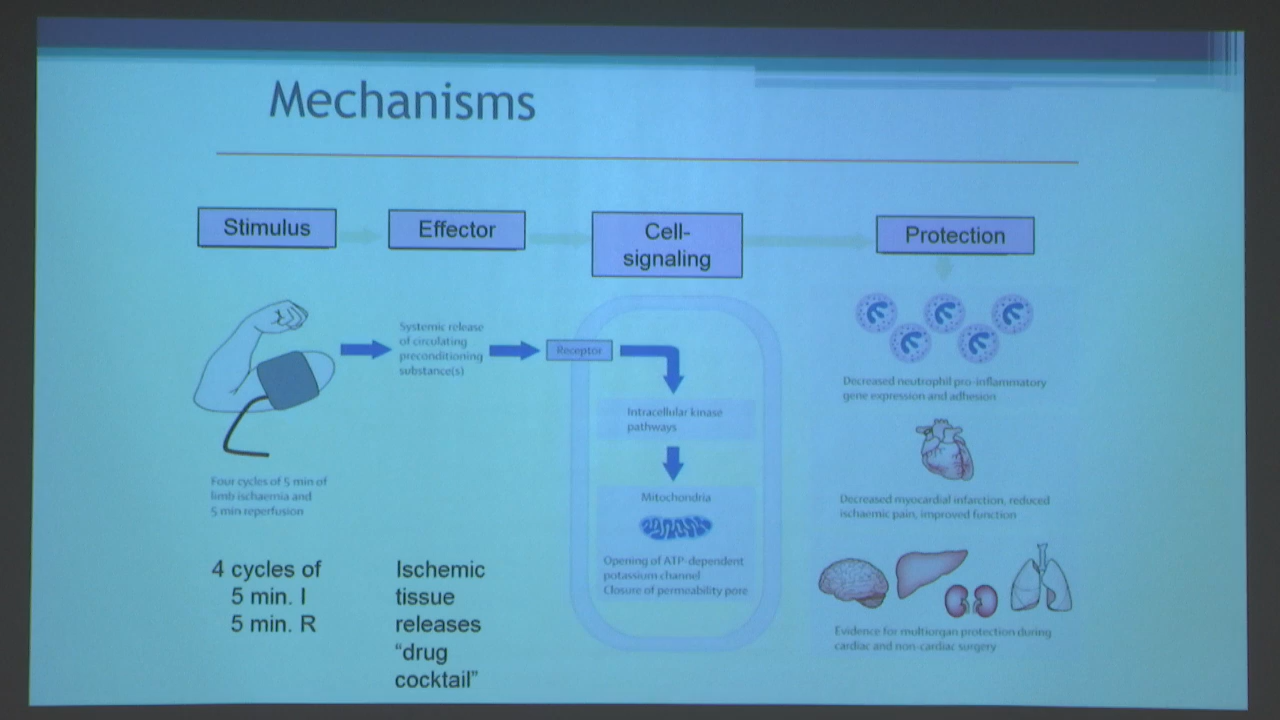 Mechanisms
Stimulus
Effector
Cell-
signaling
Protection
Systemic release
of circulating
preconditioning
substance(s)
Receptor
Intracellular kinase
pathways
Mitochondria
Opening of ATP-dependent
potassium channel
Closure of permeability pore
Four cycles of 5 min of
limb ischaemia and
5 min reperfusion
4 cycles of
5 min. I
5 min. R
Ischemic
tissue
releases
“drug
cocktail”
Decreased neutrophil pro-inflammatory
gene expression and adhesion
Decreased myocardial infarction, reduced
ischaemic pain, improved function
Evidence for multiorgan protection during
cardiac and non-cardiac surgery